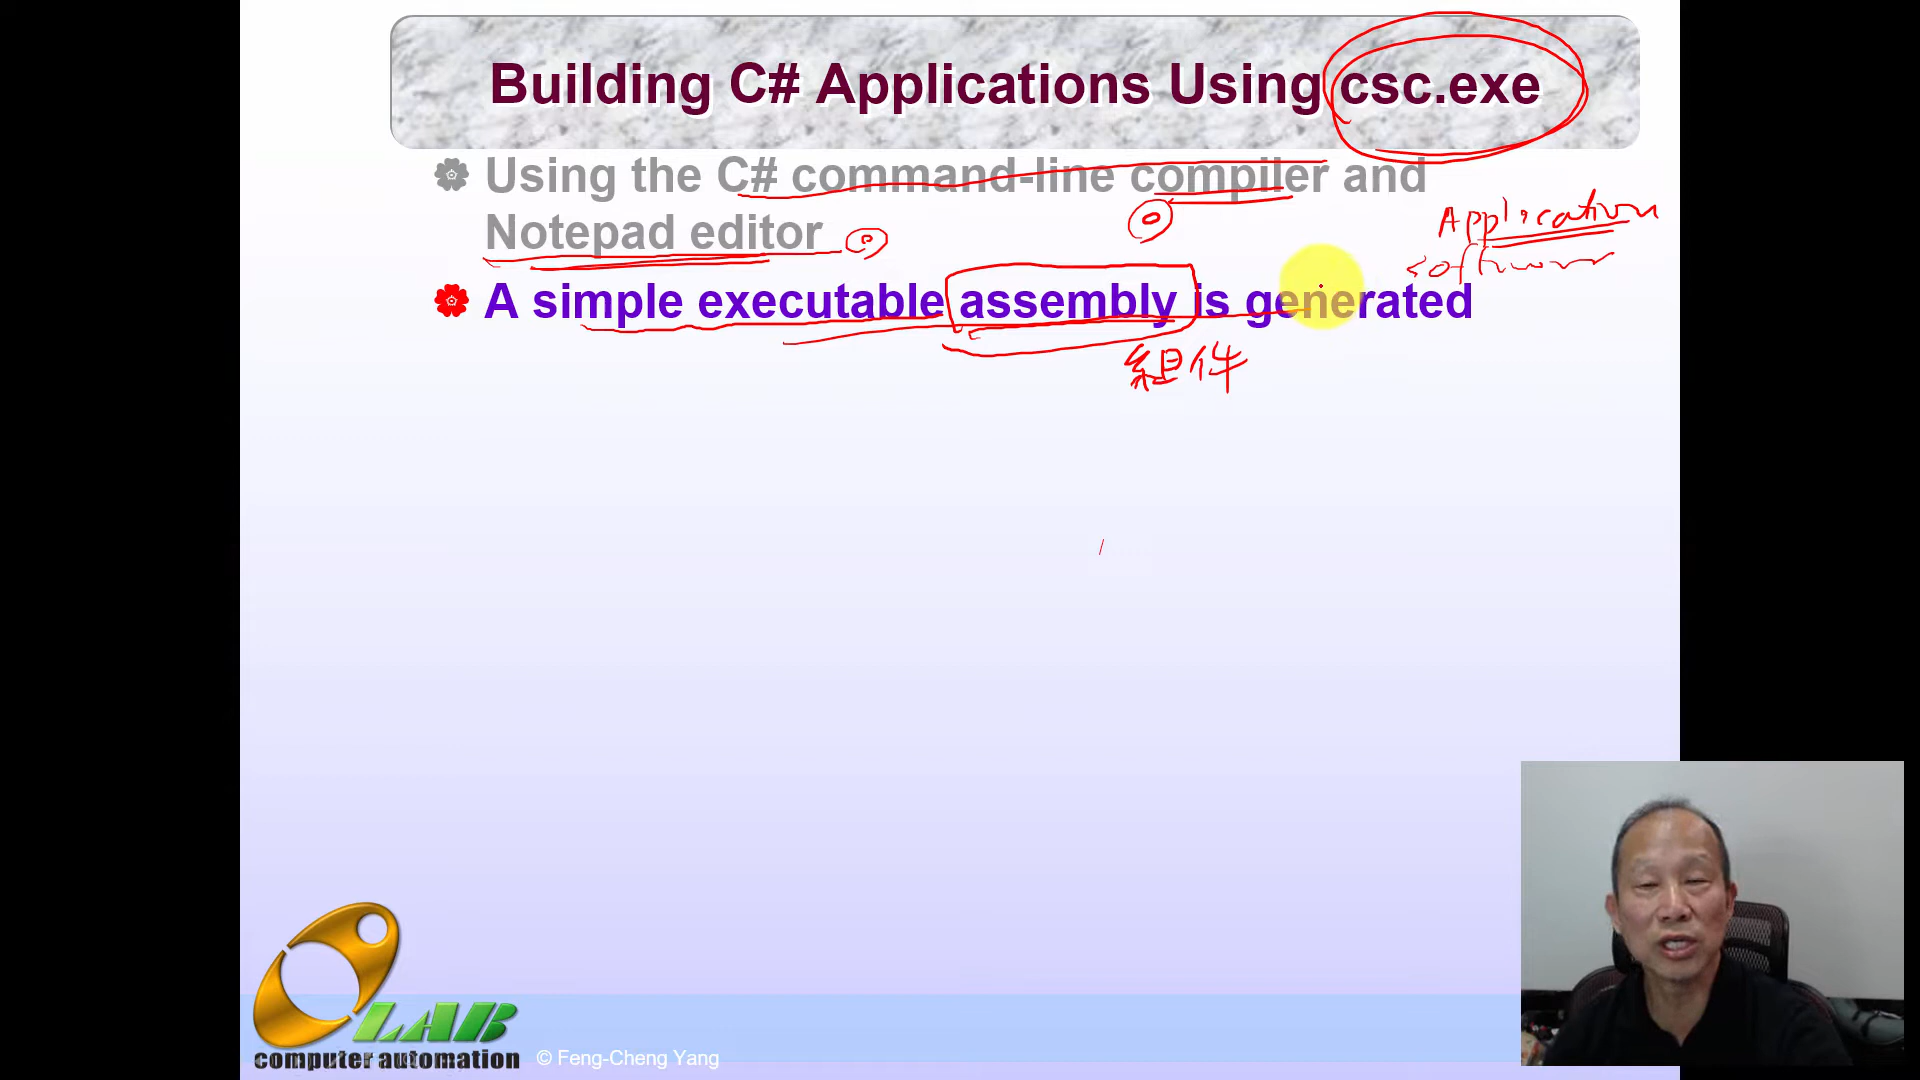 Building C# Applications Using csc.exe
Using the C# command-line compiler and
Notepad editor
Application
software
A simple executable assembly is generated
組件
LAB
computer automation
© Feng-Cheng Yang